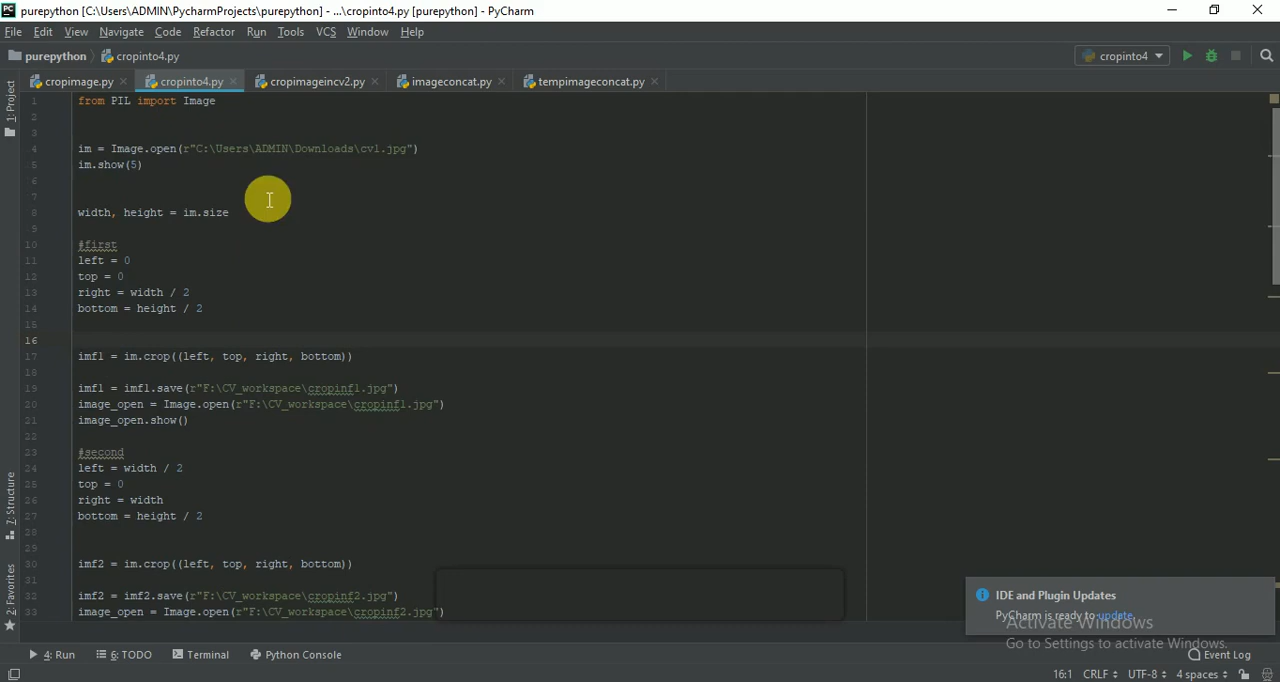 purepython [C:\Users\ADMIN\PycharmProjects\purepython] - ...\cropinto4.py [purepython] - PyCharm
File Edit View Navigate Code Refactor Run Tools VCS Window Help
purepython cropinto4.py cropinto4
cropimage.py cropinto4.py cropimageincv2.py imageconcat.py tempimageconcat.py
1: Project
7: Structure
2: Favorites
1 from PIL import Image
2
3
4 im = Image.open(r"C:\Users\ADMIN\Downloads\cv1.jpg")
5 im.show(5)
6
7
8 width, height = im.size
9
10 #first
11 left = 0
12 top = 0
13 right = width / 2
14 bottom = height / 2
15
16
17 imf1 = im.crop((left, top, right, bottom))
18
19 imf1 = imf1.save(r"F:\CV_workspace\cropinf1.jpg")
20 image_open = Image.open(r"F:\CV_workspace\cropinf1.jpg")
21 image_open.show()
22
23 #second
24 left = width / 2
25 top = 0
26 right = width
27 bottom = height / 2
28
29
30 imf2 = im.crop((left, top, right, bottom))
31
32 imf2 = imf2.save(r"F:\CV_workspace\cropinf2.jpg")
33 image_open = Image.open(r"F:\CV_workspace\cropinf2.jpg")
IDE and Plugin Updates
PyCharm is ready to update.
Activate Windows
Go to Settings to activate Windows.
4: Run 6: TODO Terminal Python Console Event Log
16:1 CRLF UTF-8 4 spaces